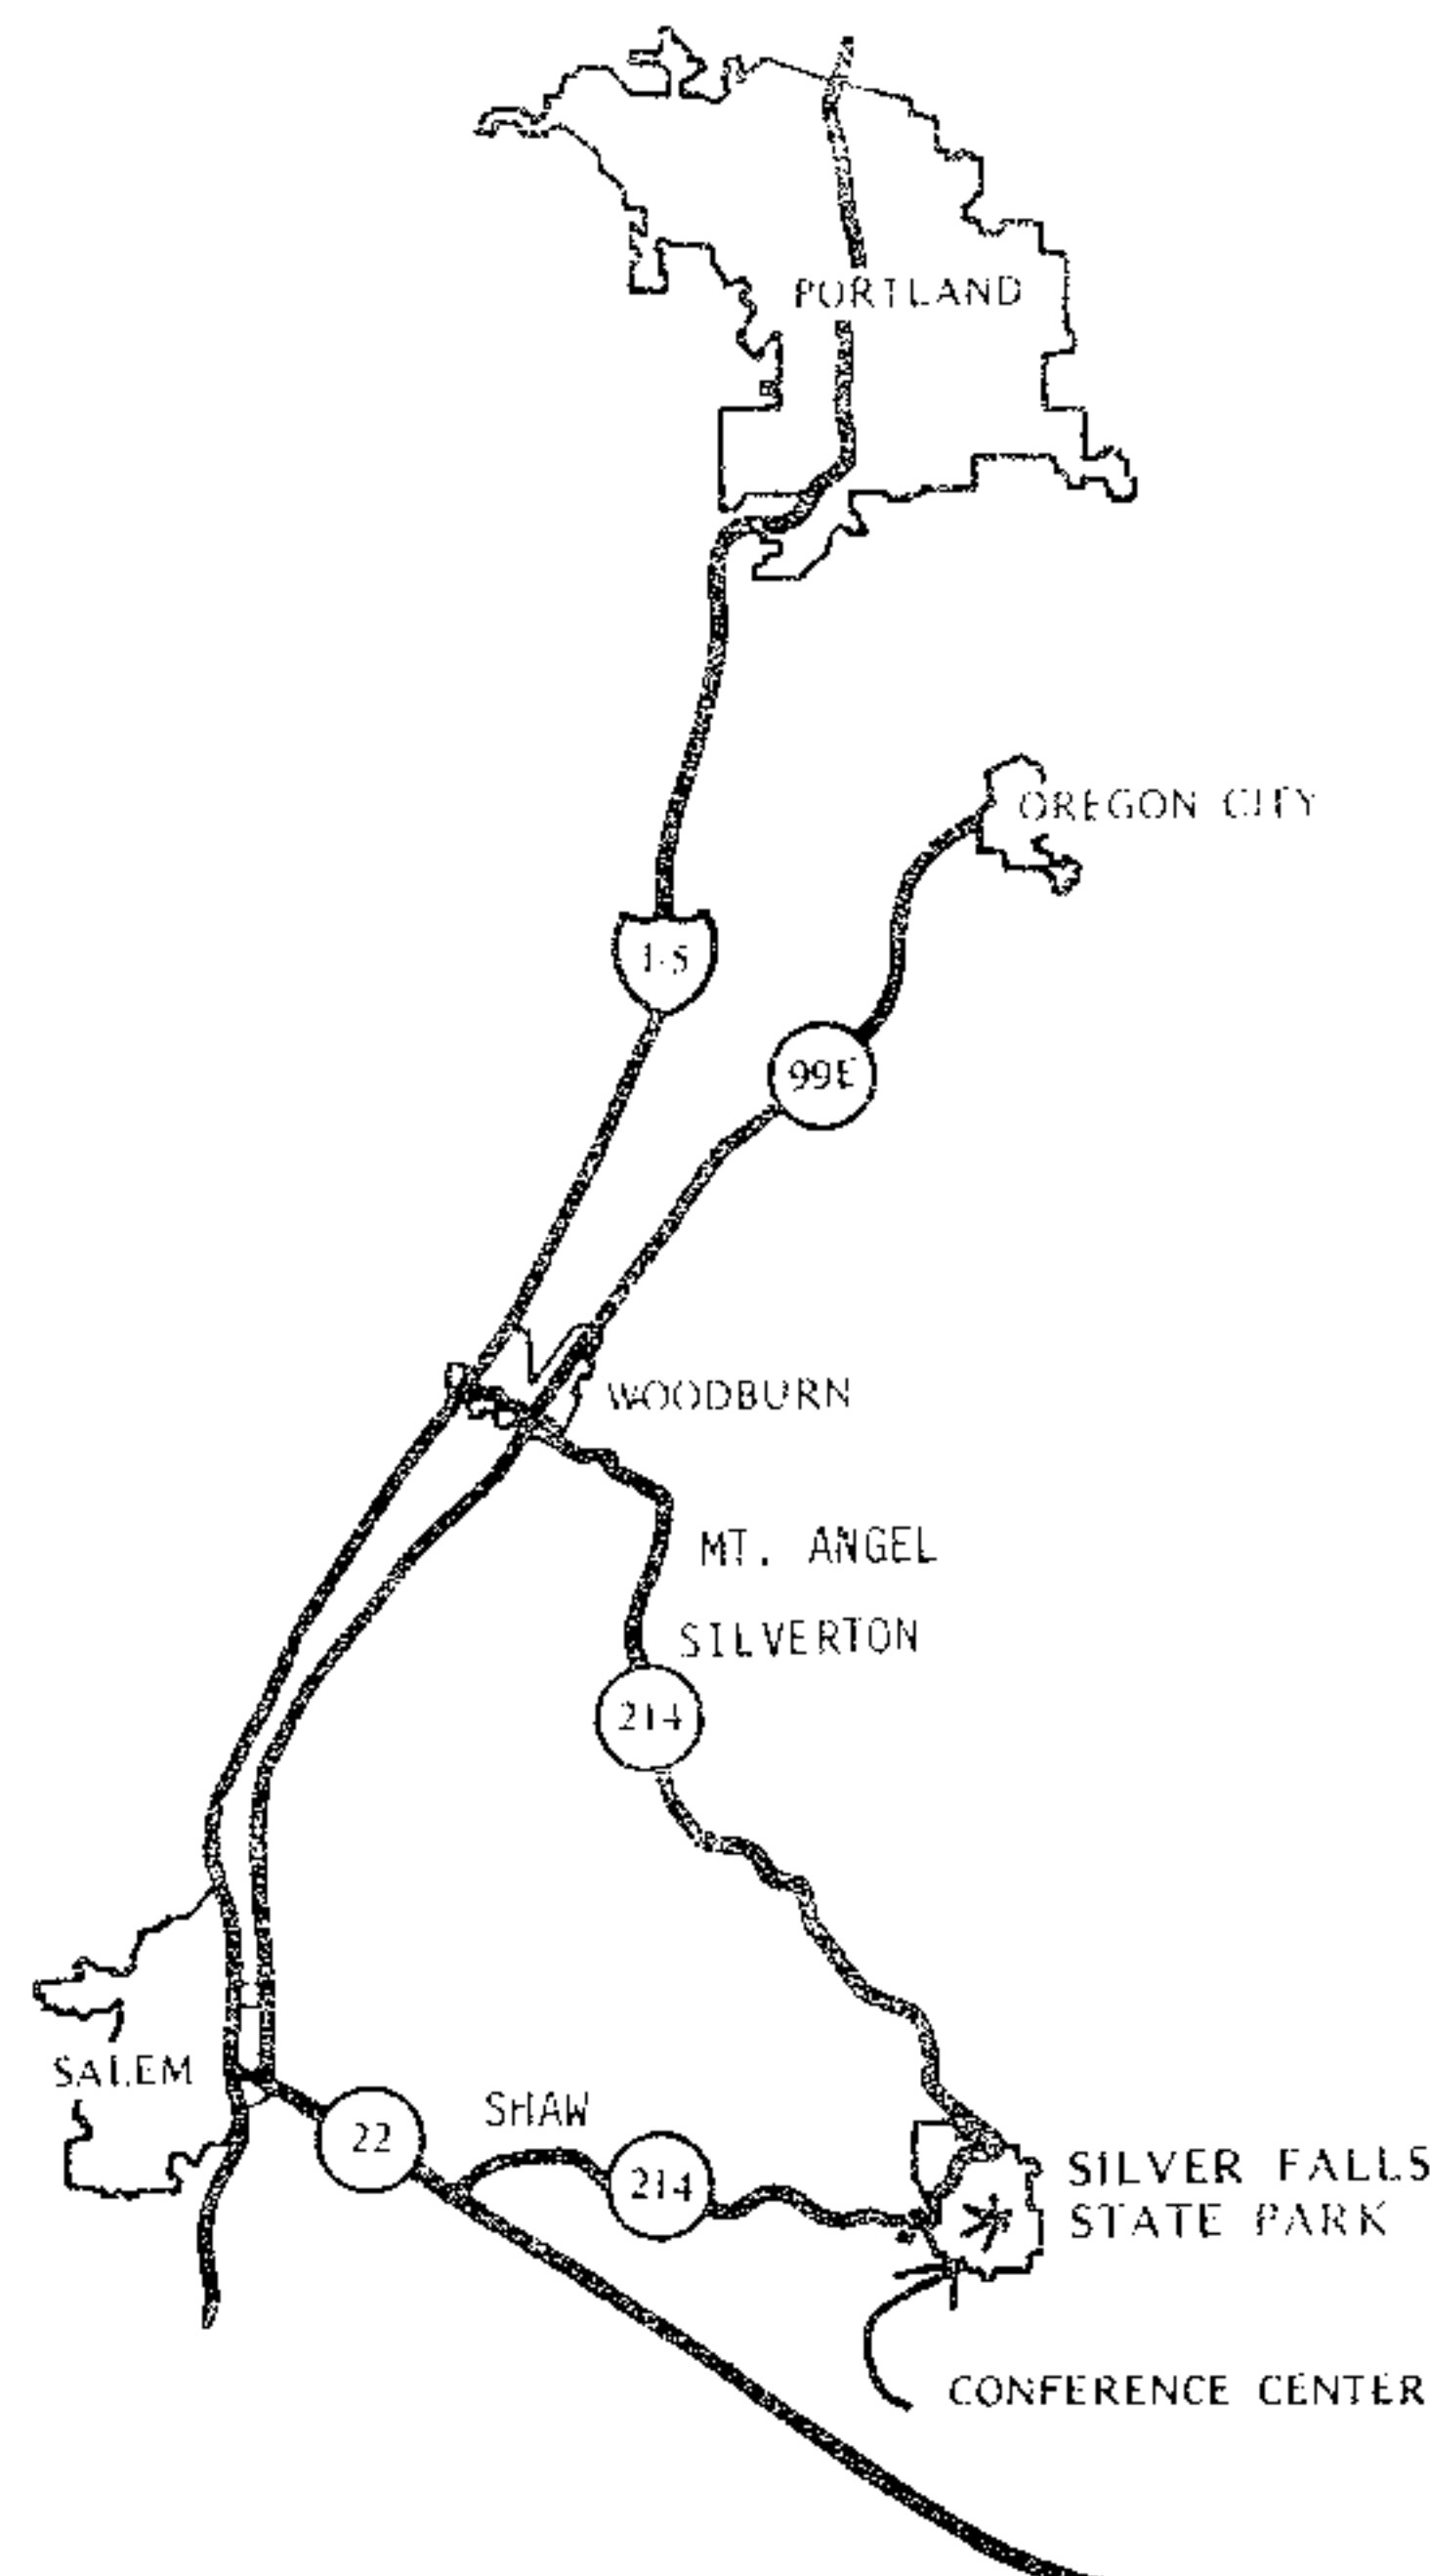 PORTLAND
OREGON CITY
I-5
99E
WOODBURN
MT. ANGEL
SILVERTON
214
SALEM
SHAW
22
214
SILVER FALLS
STATE PARK
CONFERENCE CENTER